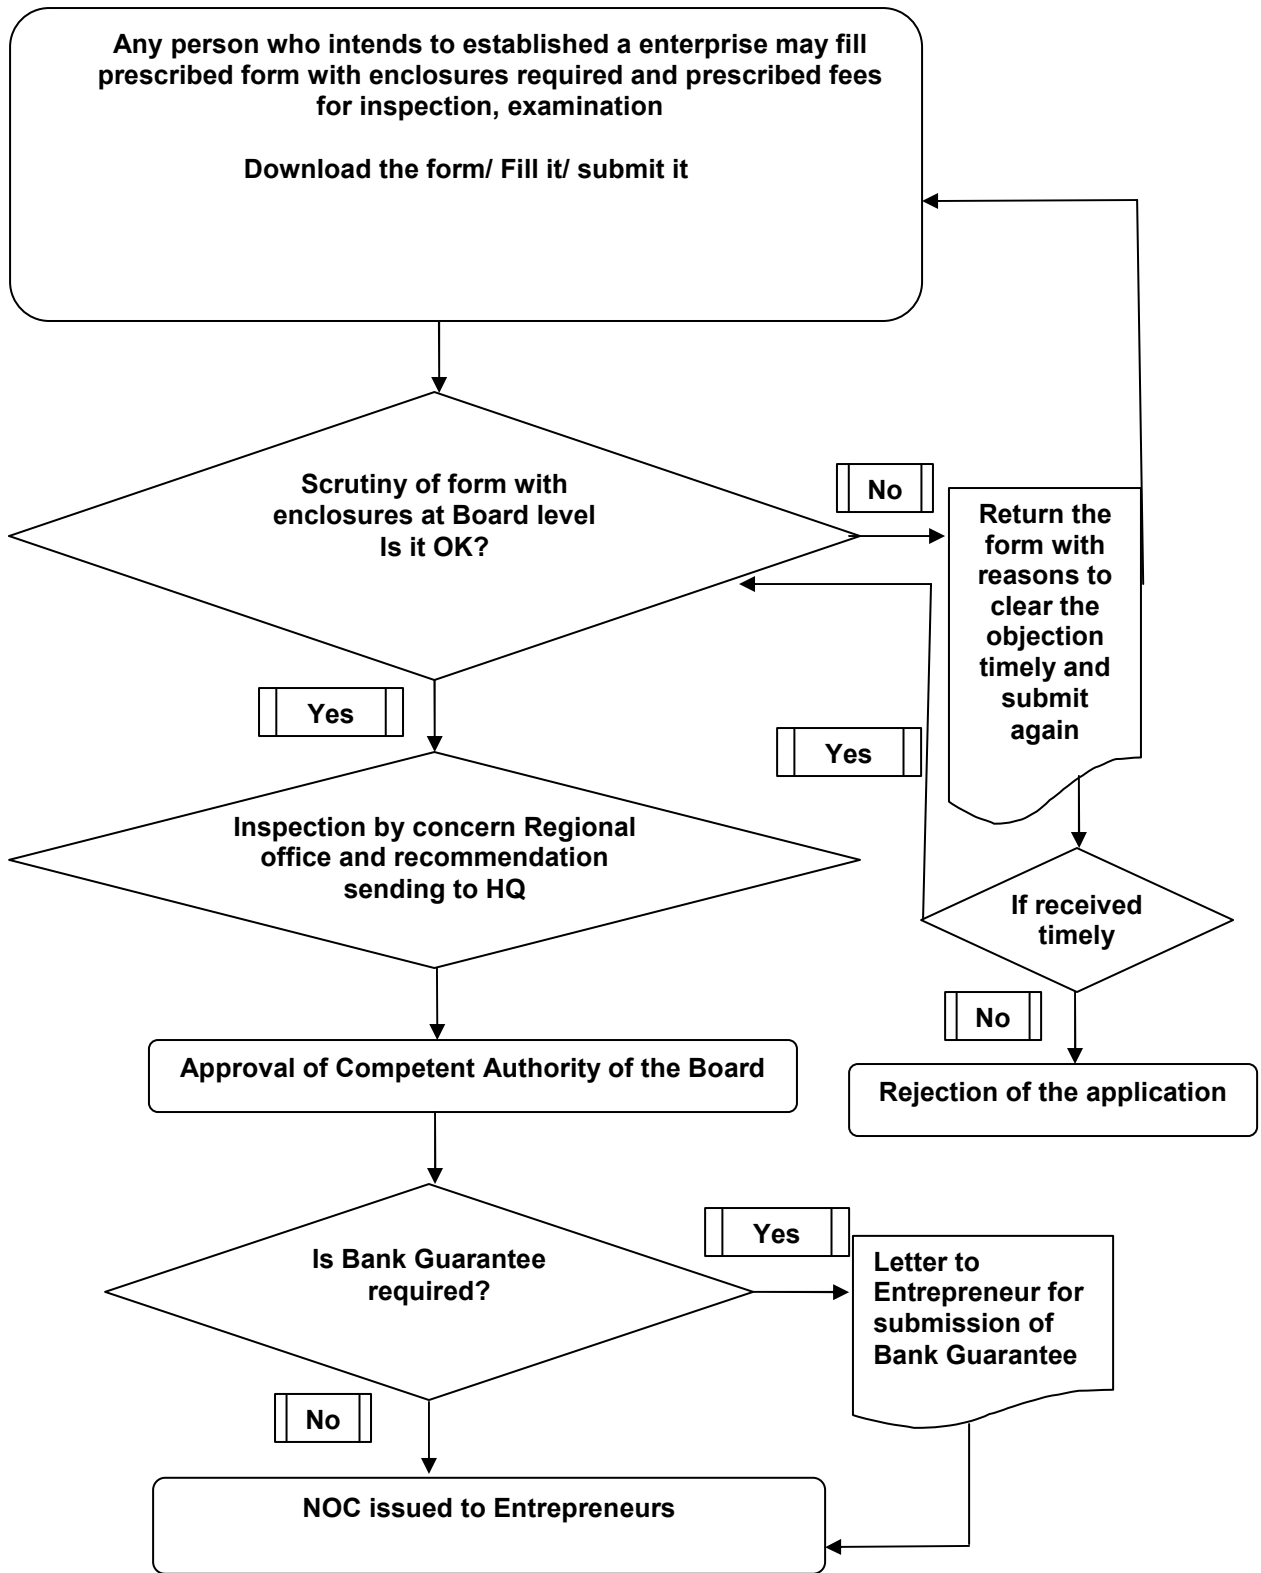 Any person who intends to established a enterprise may fill
prescribed form with enclosures required and prescribed fees
for inspection, examination
Download the form/ Fill it/ submit it
Scrutiny of form with
enclosures at Board level
Is it OK?
No
Return the
form with
reasons to
clear the
objection
timely and
submit
again
Yes
Yes
Inspection by concern Regional
office and recommendation
sending to HQ
If received
timely
No
Approval of Competent Authority of the Board
Rejection of the application
Is Bank Guarantee
required?
Yes
Letter to
Entrepreneur for
submission of
Bank Guarantee
No
NOC issued to Entrepreneurs